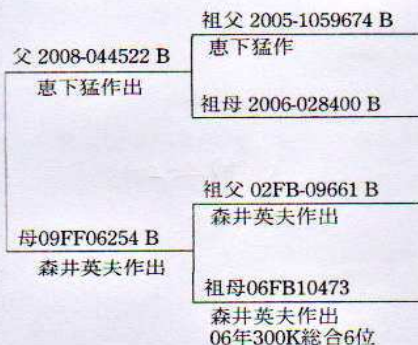 祖父 2005-1059674 B
恵下猛作
父 2008-044522 B
恵下猛作出
祖母 2006-028400 B
祖父 02FB-09661 B
森井英夫作出
母09FF06254 B
森井英夫作出
祖母06FB10473
森井英夫作出
06年300K総合6位